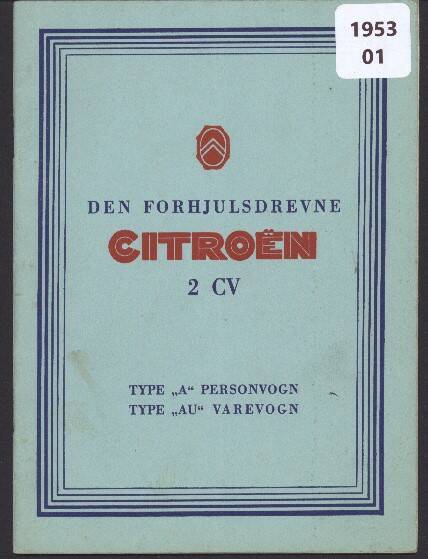 1953
01
DEN FORHJULSDREVNE
CITROËN
2 CV
TYPE „A“ PERSONVOGN
TYPE „AU“ VAREVOGN